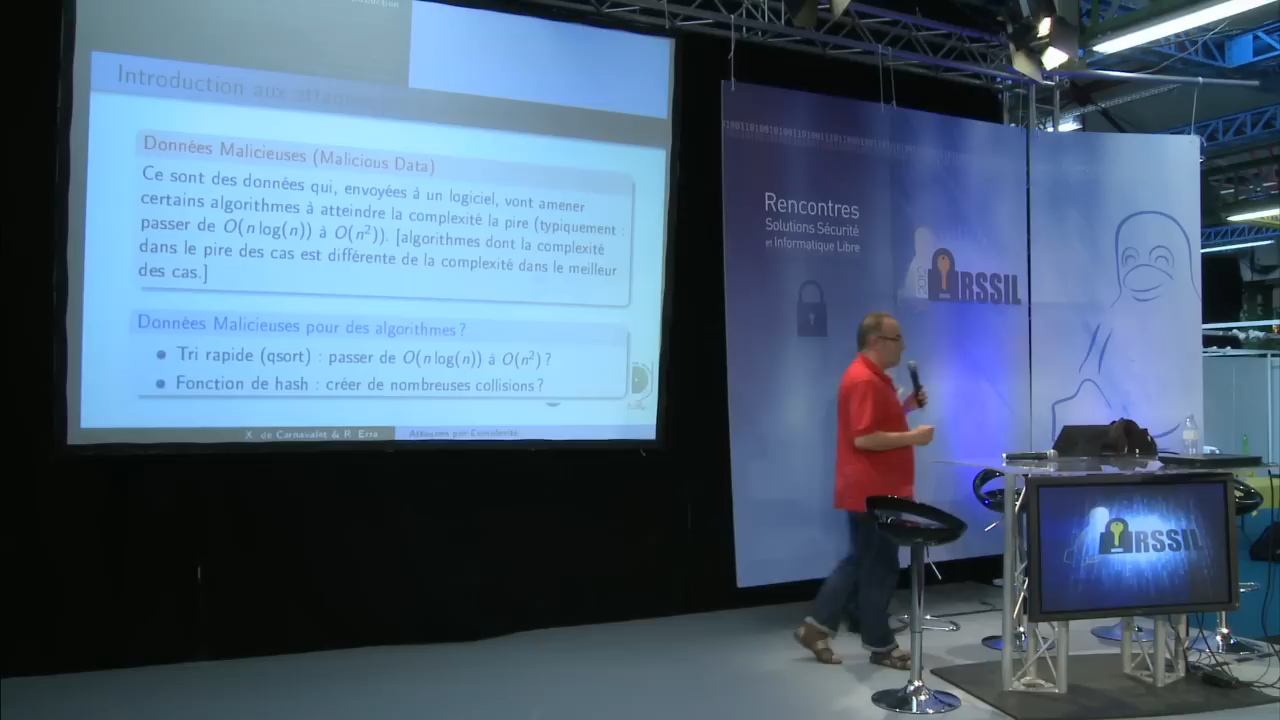 Introduction aux attaques
Données Malicieuses (Malicious Data)
Ce sont des données qui, envoyées à un logiciel, vont amener
certains algorithmes à atteindre la complexité la pire (typiquement :
passer de O(n log(n)) à O(n²)). [algorithmes dont la complexité
dans le pire des cas est différente de la complexité dans le meilleur
des cas.]
Données Malicieuses pour des algorithmes ?
Tri rapide (qsort) : passer de O(n log(n)) à O(n²) ?
Fonction de hash : créer de nombreuses collisions ?
X. de Carnavalet & R. Erra
Attaques par Complexité
Rencontres
Solutions Sécurité
et Informatique Libre
RSSIL
RSSIL